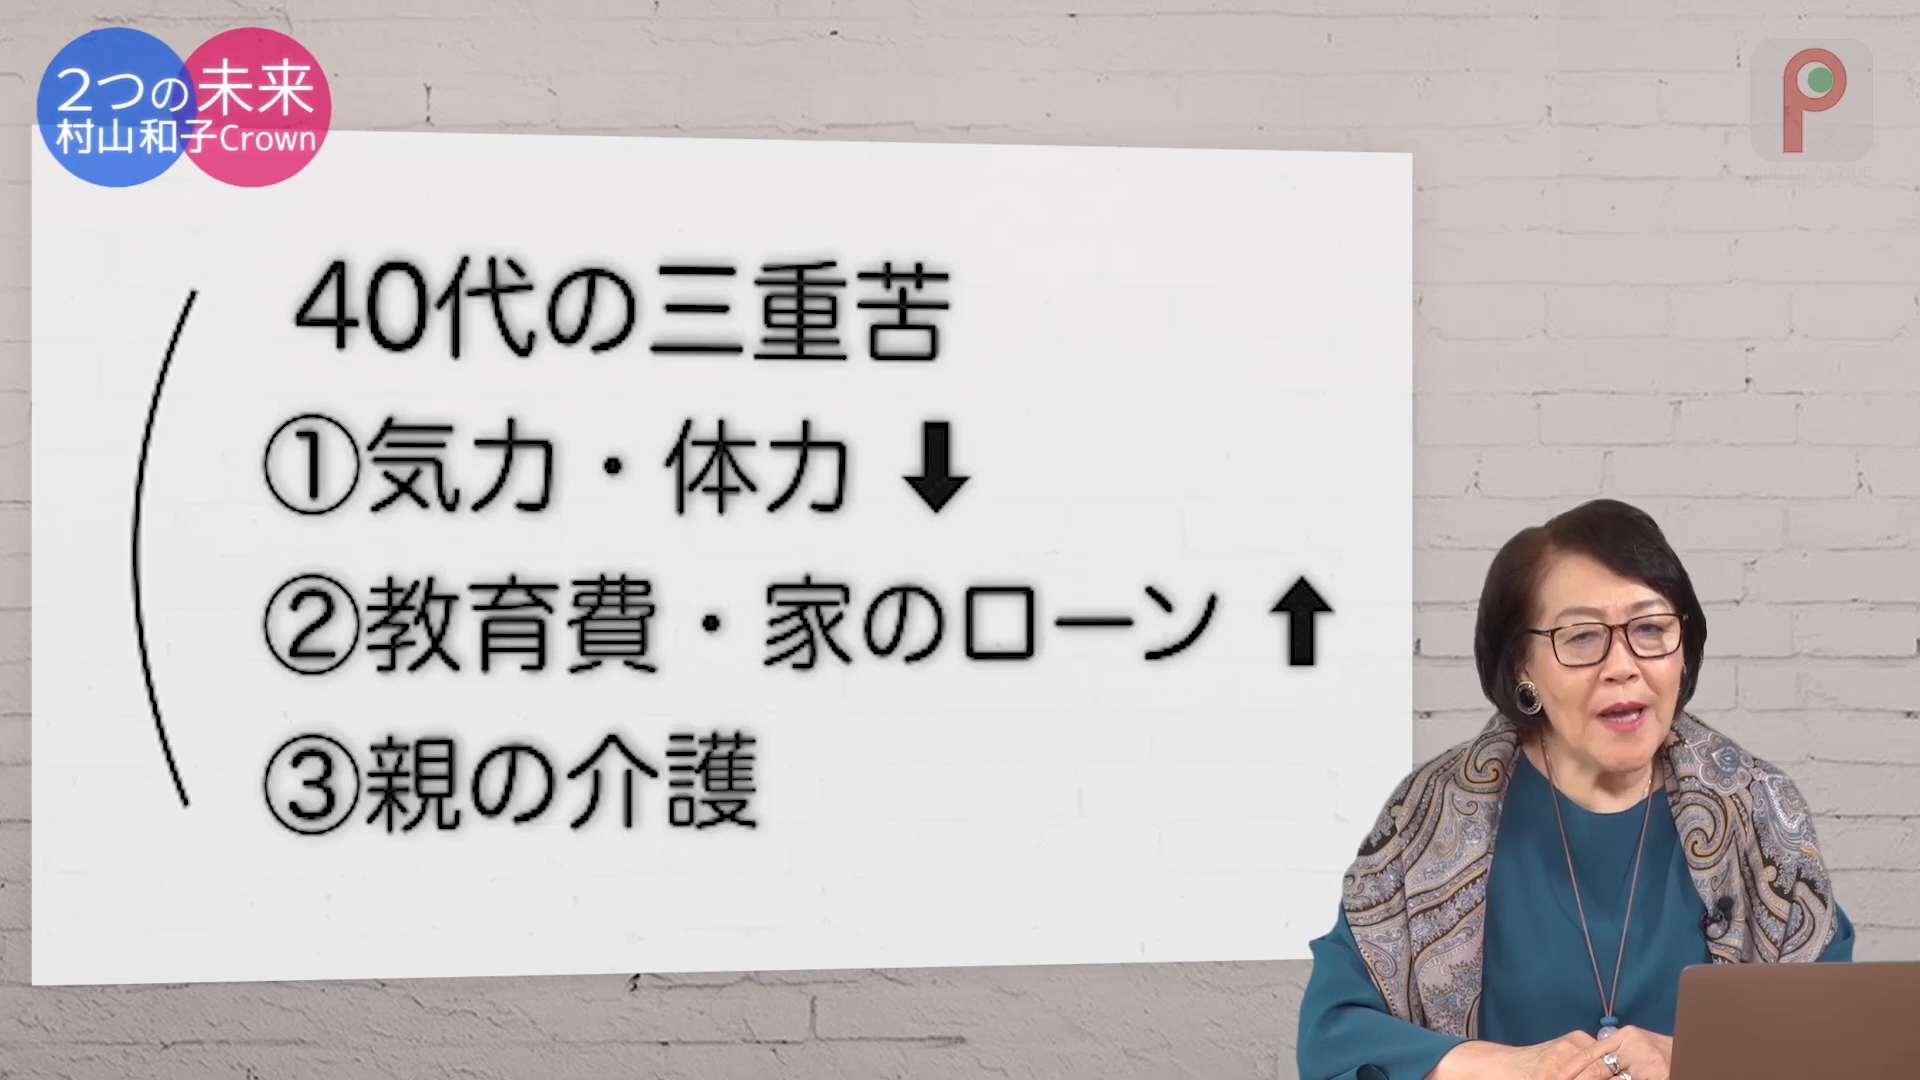 2つの未来
村山和子Crown
40代の三重苦
①気力・体力 ⬇
②教育費・家のローン ⬆
③親の介護